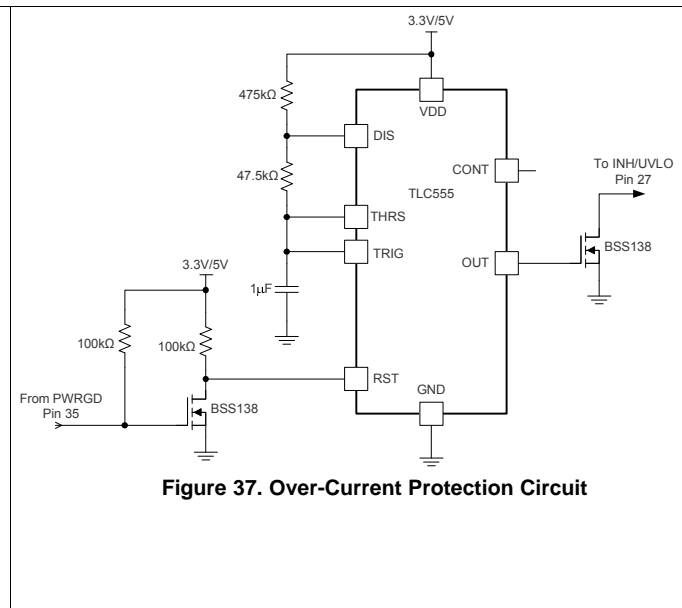 3.3V/5V
475kΩ
VDD
DIS
CONT
To INH/UVLO
Pin 27
47.5kΩ
TLC555
THRS
TRIG
OUT
BSS138
3.3V/5V
1μF
100kΩ
100kΩ
RST
GND
From PWRGD
Pin 35
BSS138
Figure 37. Over-Current Protection Circuit